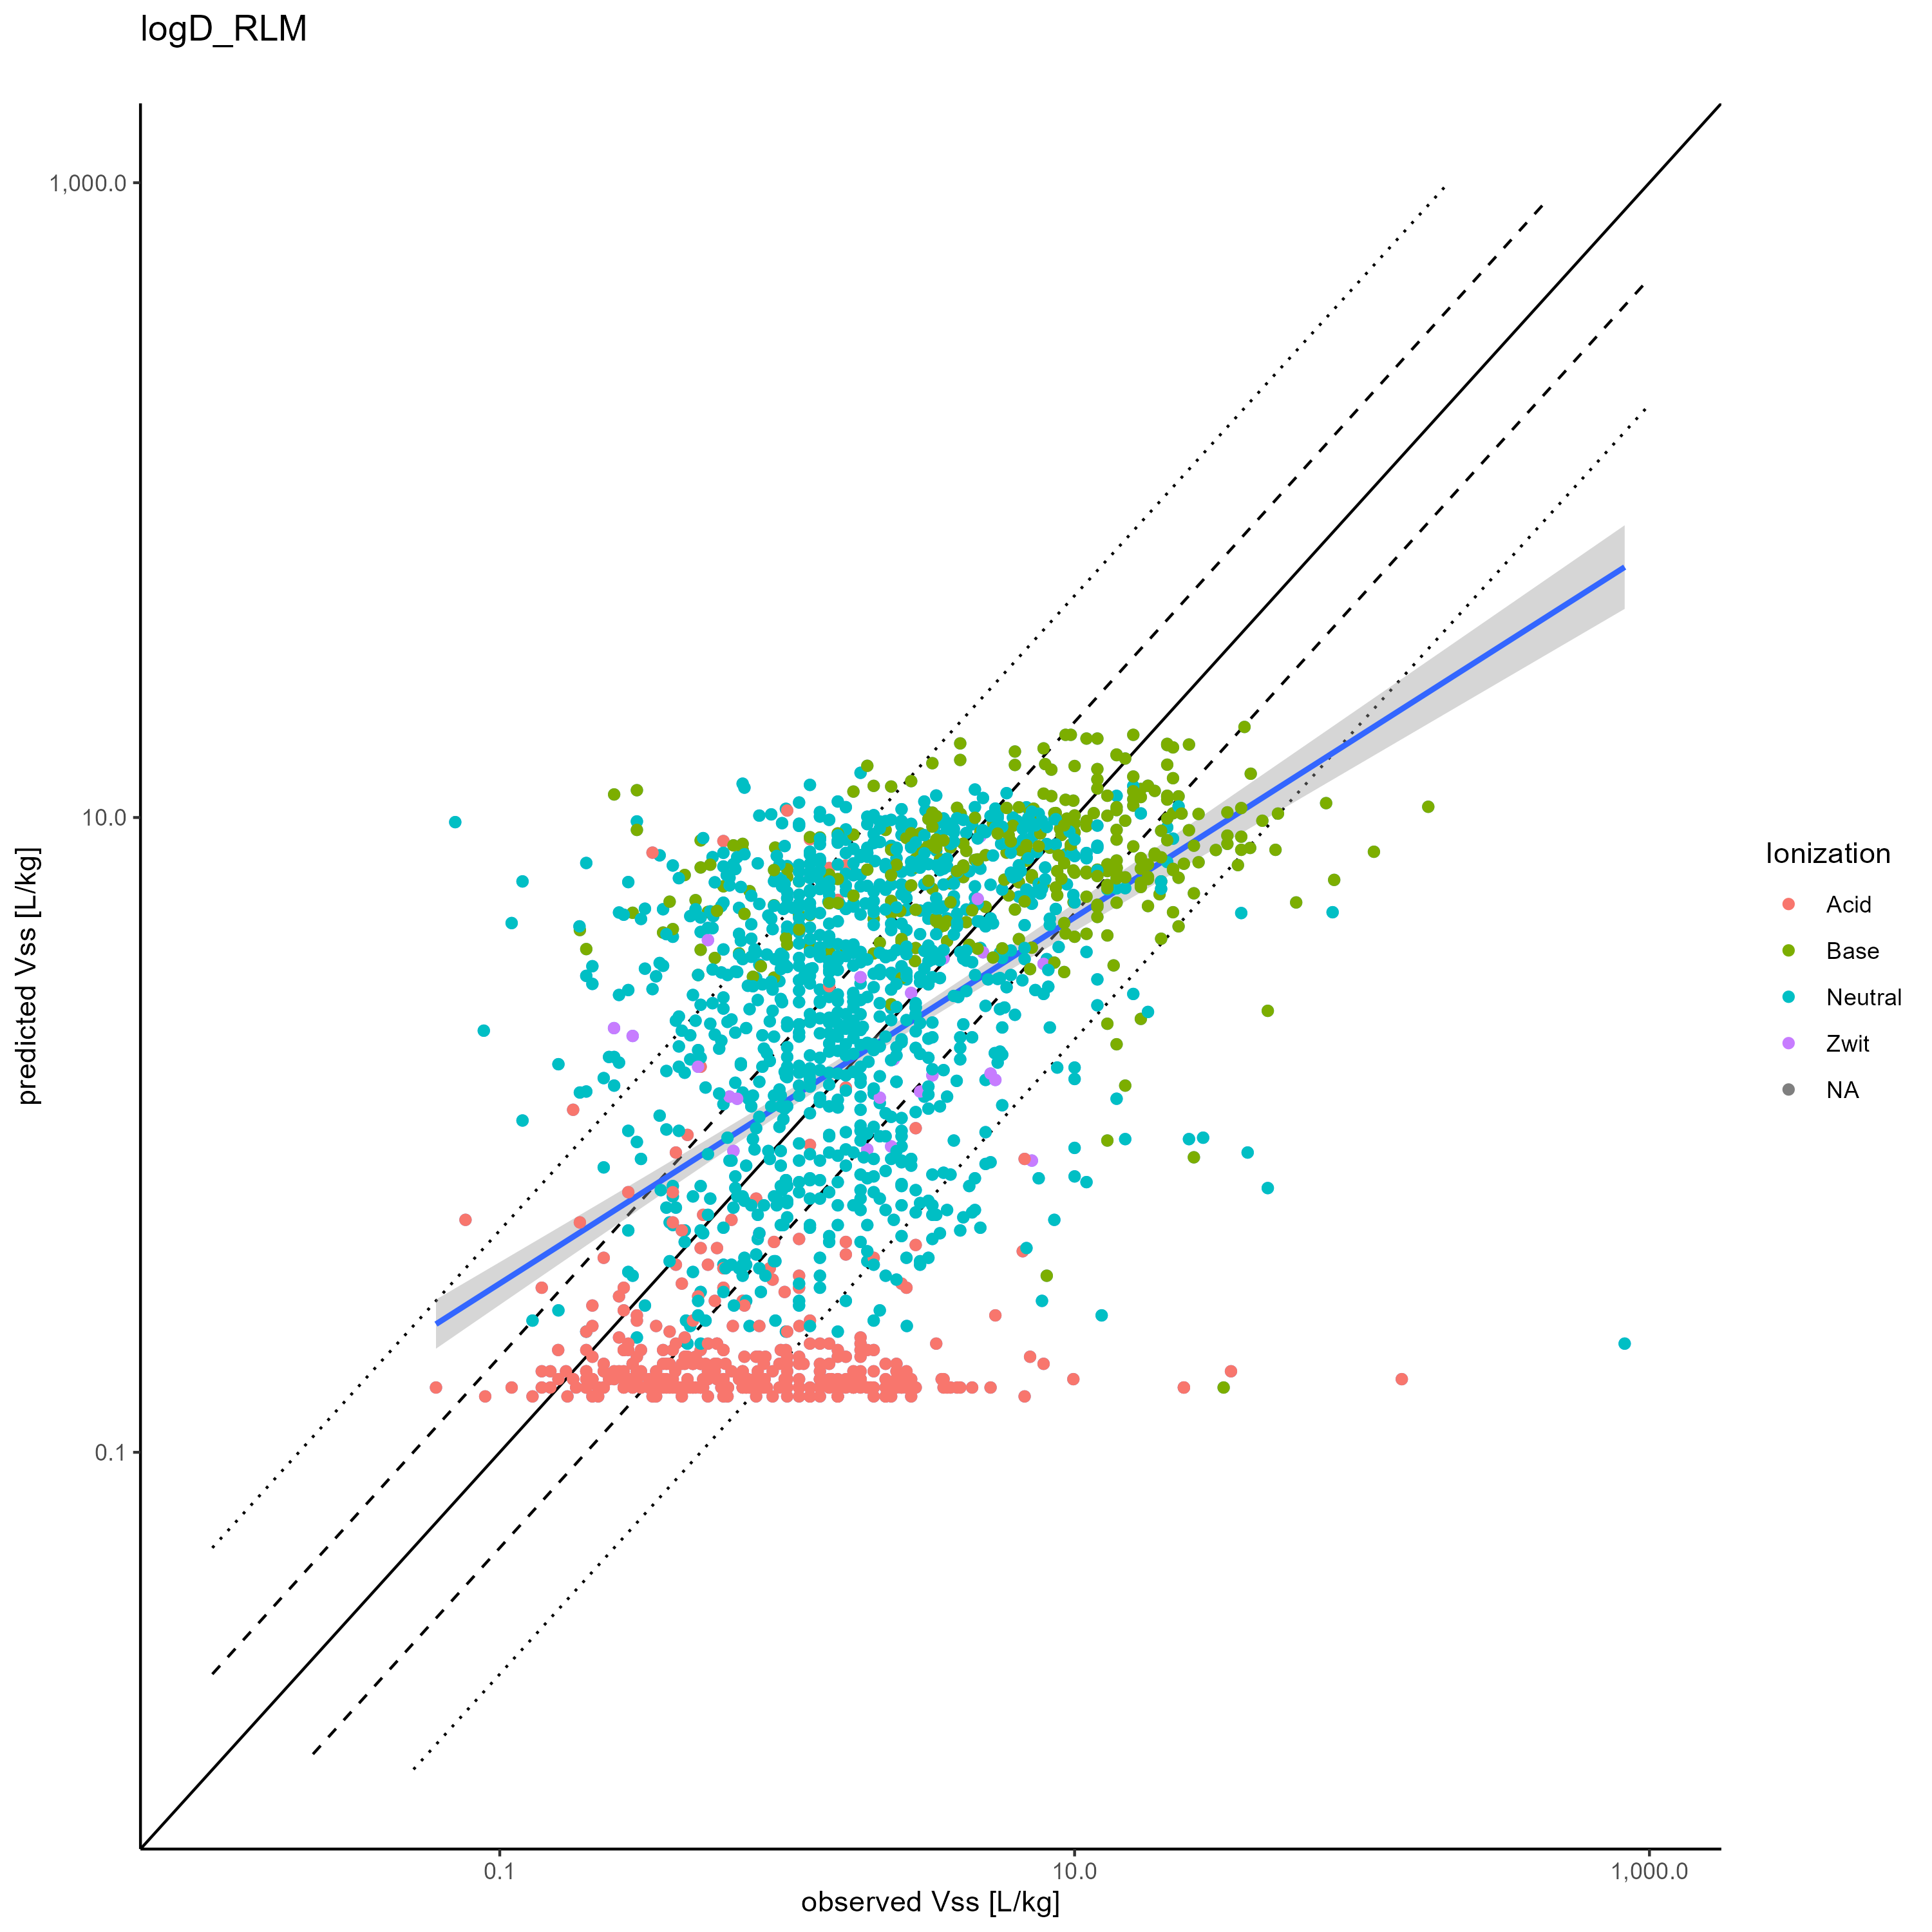 logD_RLM
1,000.0
10.0
0.1
predicted Vss [L/kg]
0.1
10.0
1,000.0
observed Vss [L/kg]
Ionization
Acid
Base
Neutral
Zwit
NA